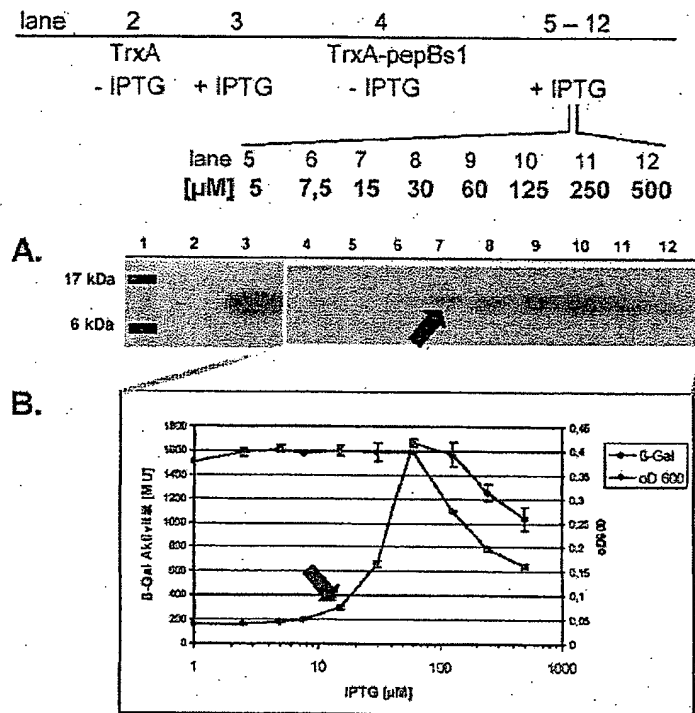 lane 2 3 4 5 – 12
TrxA TrxA-pepBs1
- IPTG + IPTG - IPTG + IPTG
lane 5 6 7 8 9 10 11 12
[µM] 5 7,5 15 30 60 125 250 500
A. 1 2 3 4 5 6 7 8 9 10 11 12
17 kDa
6 kDa
B.
1800 0,45
1600 0,4
1400 0,35
1200 0,3
1000 0,25
800 0,2
600 0,15
400 0,1
200 0,05
0 0
ß-Gal Aktivität [MU]
OD600
ß-Gal
oD 600
1 10 100 1000
IPTG [µM]